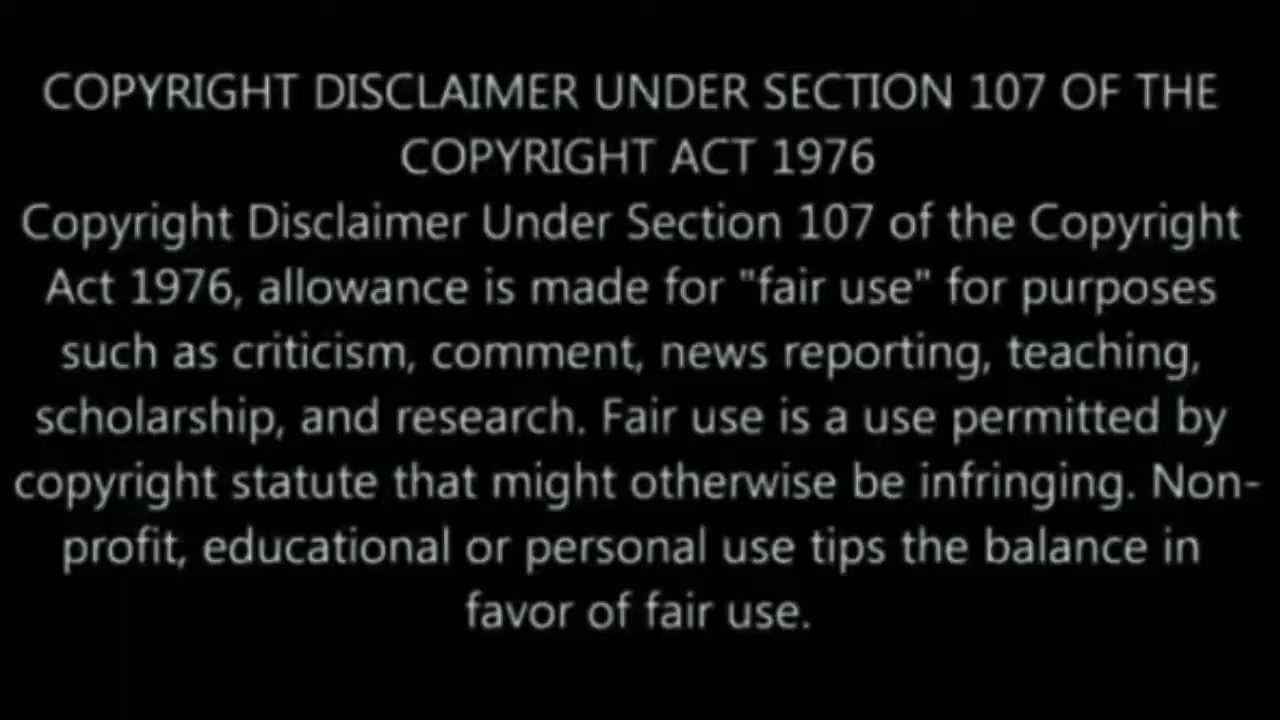 COPYRIGHT DISCLAIMER UNDER SECTION 107 OF THE
COPYRIGHT ACT 1976
Copyright Disclaimer Under Section 107 of the Copyright
Act 1976, allowance is made for "fair use" for purposes
such as criticism, comment, news reporting, teaching,
scholarship, and research. Fair use is a use permitted by
copyright statute that might otherwise be infringing. Non-
profit, educational or personal use tips the balance in
favor of fair use.